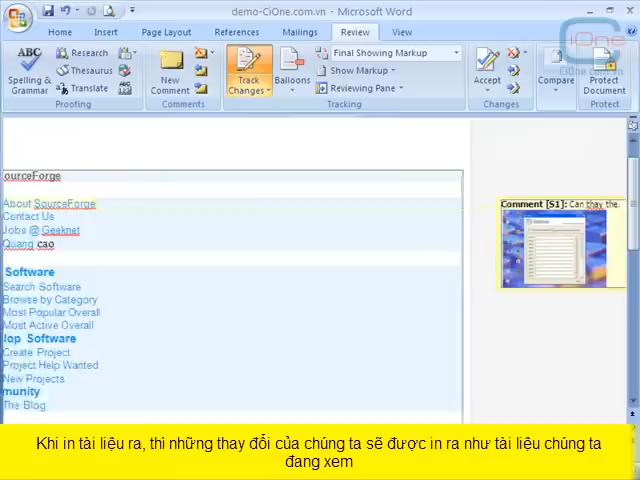 demo-CiOne.com.vn - Microsoft Word
Home Insert Page Layout References Mailings Review View
CiOne
CiOne.com.vn
Spelling & Grammar
Research
Thesaurus
Translate
Proofing
New Comment
Comments
Track Changes
Balloons
Final Showing Markup
Show Markup
Reviewing Pane
Tracking
Accept
Changes
Compare
Protect Document
Protect
ourceForge
About SourceForge
Contact Us
Jobs @ Geeknet
Quang cao
Software
Search Software
Browse by Category
Most Popular Overall
Most Active Overall
lop Software
Create Project
Project Help Wanted
New Projects
munity
The Blog
Comment [S1]: Can thay the.
Khi in tài liệu ra, thì những thay đổi của chúng ta sẽ được in ra như tài liệu chúng ta
đang xem